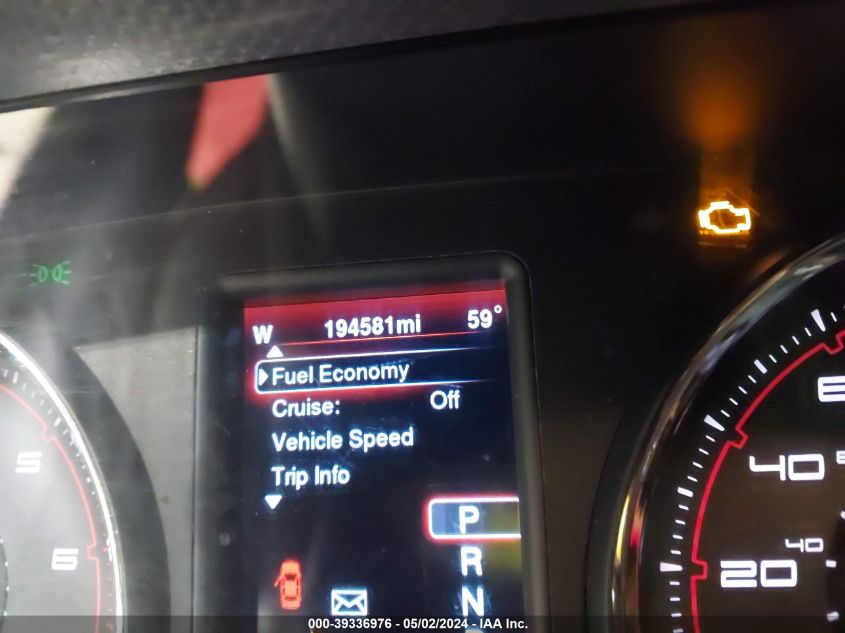 W 194581mi 59°
Fuel Economy
Cruise: Off
Vehicle Speed
Trip Info
P
R
N
5
6
40
20
40
000-39336976 - 05/02/2024 - IAA Inc.